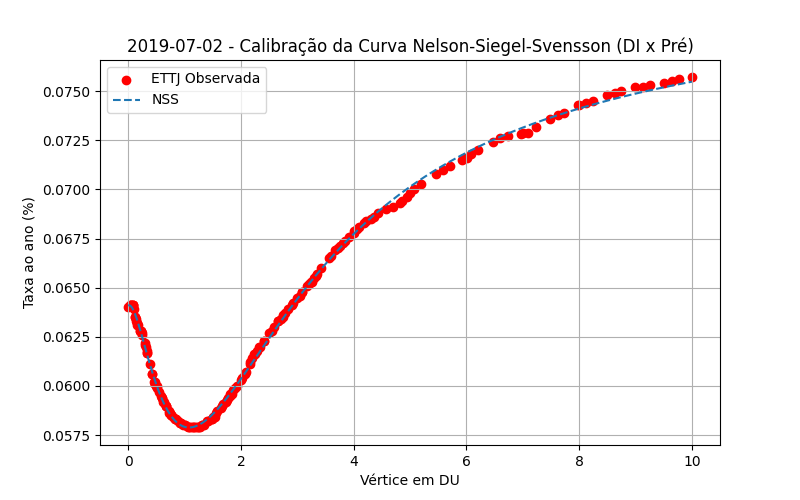 2019-07-02 - Calibração da Curva Nelson-Siegel-Svensson (DI x Pré)
ETTJ Observada
NSS
Taxa ao ano (%)
0.0750
0.0725
0.0700
0.0675
0.0650
0.0625
0.0600
0.0575
0 2 4 6 8 10
Vértice em DU